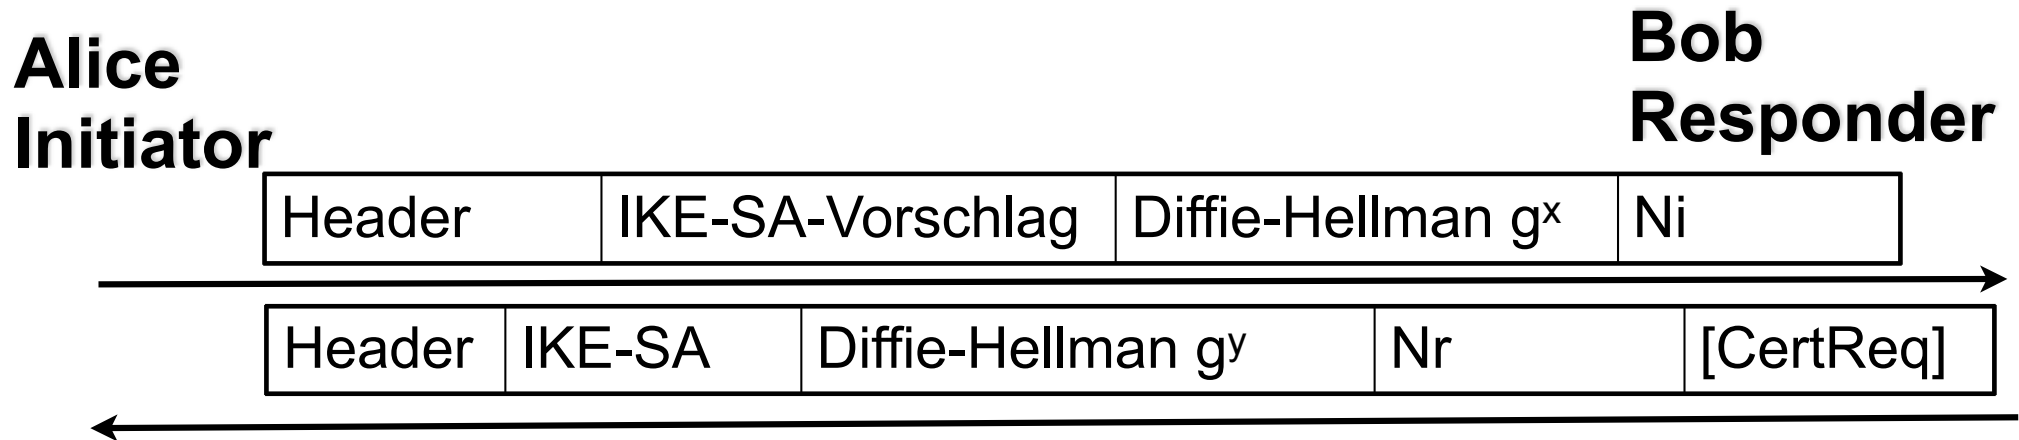 Alice
Initiator
Bob
Responder
Header IKE-SA-Vorschlag Diffie-Hellman gˣ Ni
Header IKE-SA Diffie-Hellman gʸ Nr [CertReq]